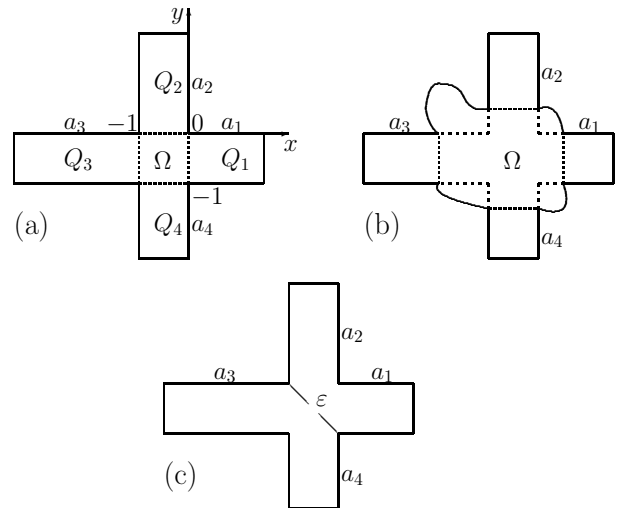 y
Q₂ a₂
a₃ −1 0 a₁
x
Q₃ Ω Q₁
−1
(a) Q₄ a₄
a₂
a₃ a₁
Ω
(b) a₄
a₂
a₃ a₁
ε
(c) a₄